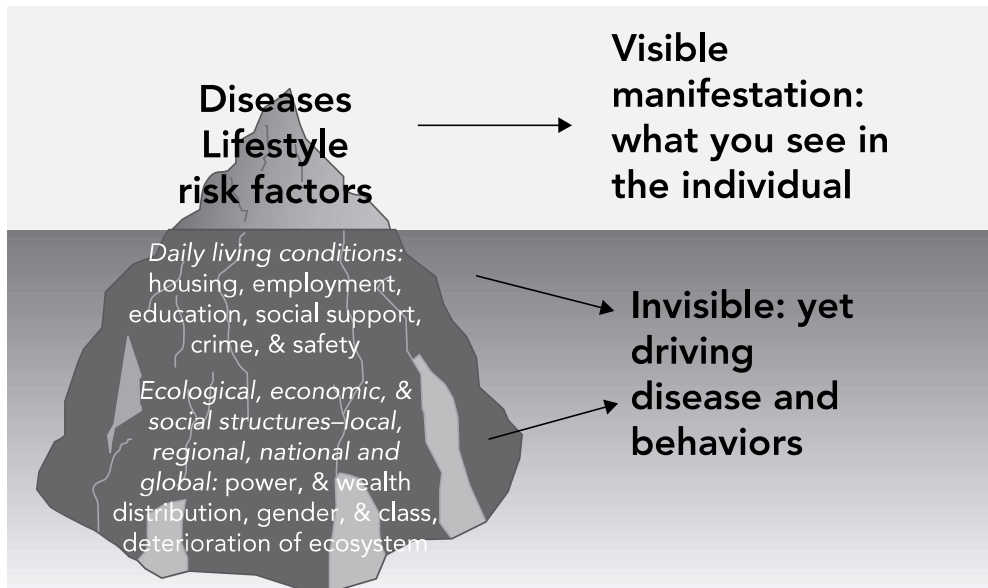 Diseases
Lifestyle
risk factors
Visible
manifestation:
what you see in
the individual
Daily living conditions:
housing, employment,
education, social support,
crime, & safety
Ecological, economic, &
social structures–local,
regional, national and
global: power, & wealth
distribution, gender, & class,
deterioration of ecosystem
Invisible: yet
driving
disease and
behaviors